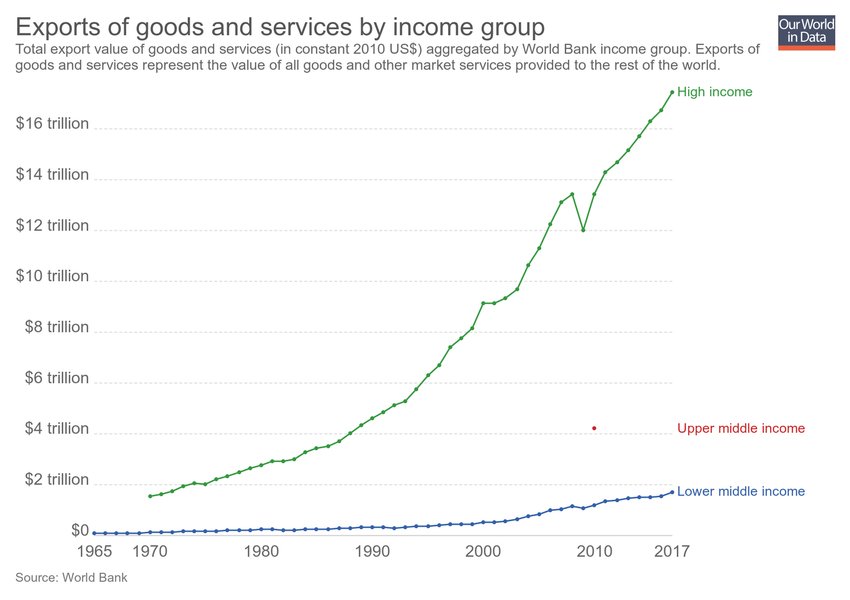 Exports of goods and services by income group
Our World
in Data
Total export value of goods and services (in constant 2010 US$) aggregated by World Bank income group. Exports of
goods and services represent the value of all goods and other market services provided to the rest of the world.
High income
$16 trillion
$14 trillion
$12 trillion
$10 trillion
$8 trillion
$6 trillion
$4 trillion
Upper middle income
$2 trillion
Lower middle income
$0
1965 1970 1980 1990 2000 2010 2017
Source: World Bank